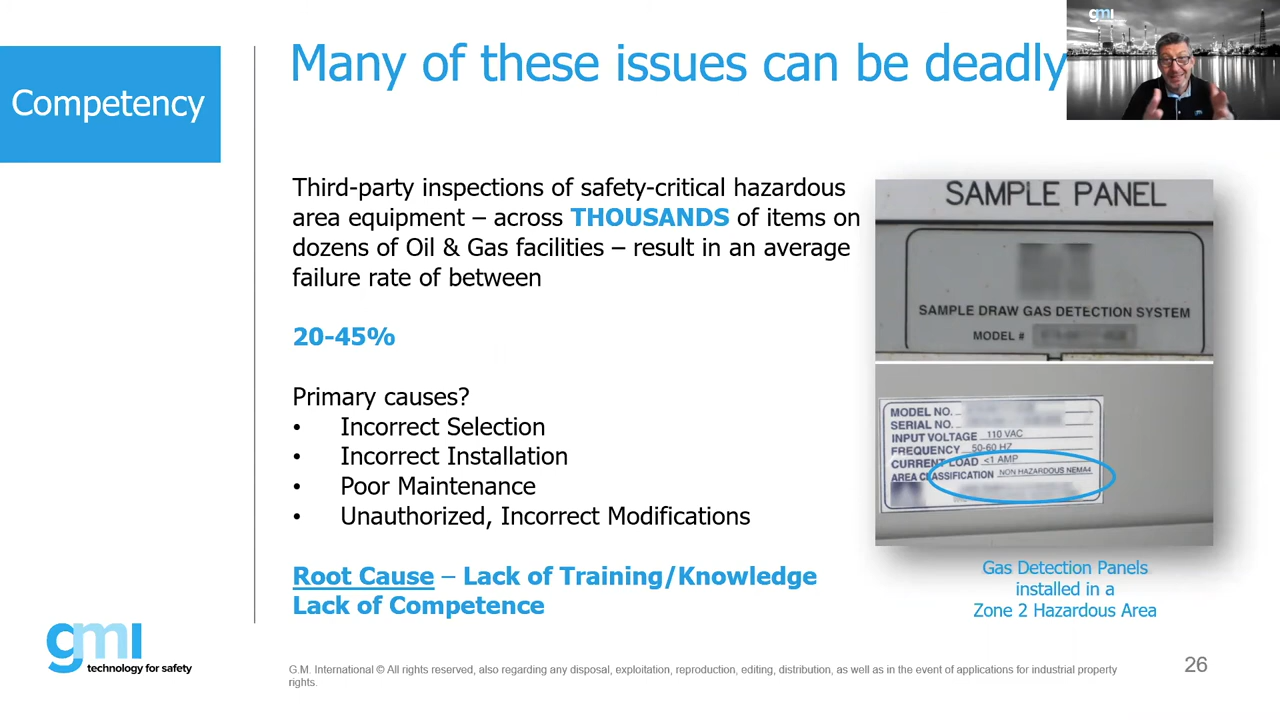 Competency
Many of these issues can be deadly
gmi
Third-party inspections of safety-critical hazardous
area equipment – across THOUSANDS of items on
dozens of Oil & Gas facilities – result in an average
failure rate of between
20-45%
Primary causes?
• Incorrect Selection
• Incorrect Installation
• Poor Maintenance
• Unauthorized, Incorrect Modifications
Root Cause – Lack of Training/Knowledge
Lack of Competence
SAMPLE PANEL
SAMPLE DRAW GAS DETECTION SYSTEM
MODEL #
MODEL NO.
SERIAL NO.
INPUT VOLTAGE 110 VAC
FREQUENCY 50-60 HZ
CURRENT LOAD <1 AMP
AREA CLASSIFICATION NON HAZARDOUS NEMA4
Gas Detection Panels
installed in a
Zone 2 Hazardous Area
gmi
technology for safety
G.M. International © All rights reserved, also regarding any disposal, exploitation, reproduction, editing, distribution, as well as in the event of applications for industrial property
rights.
26